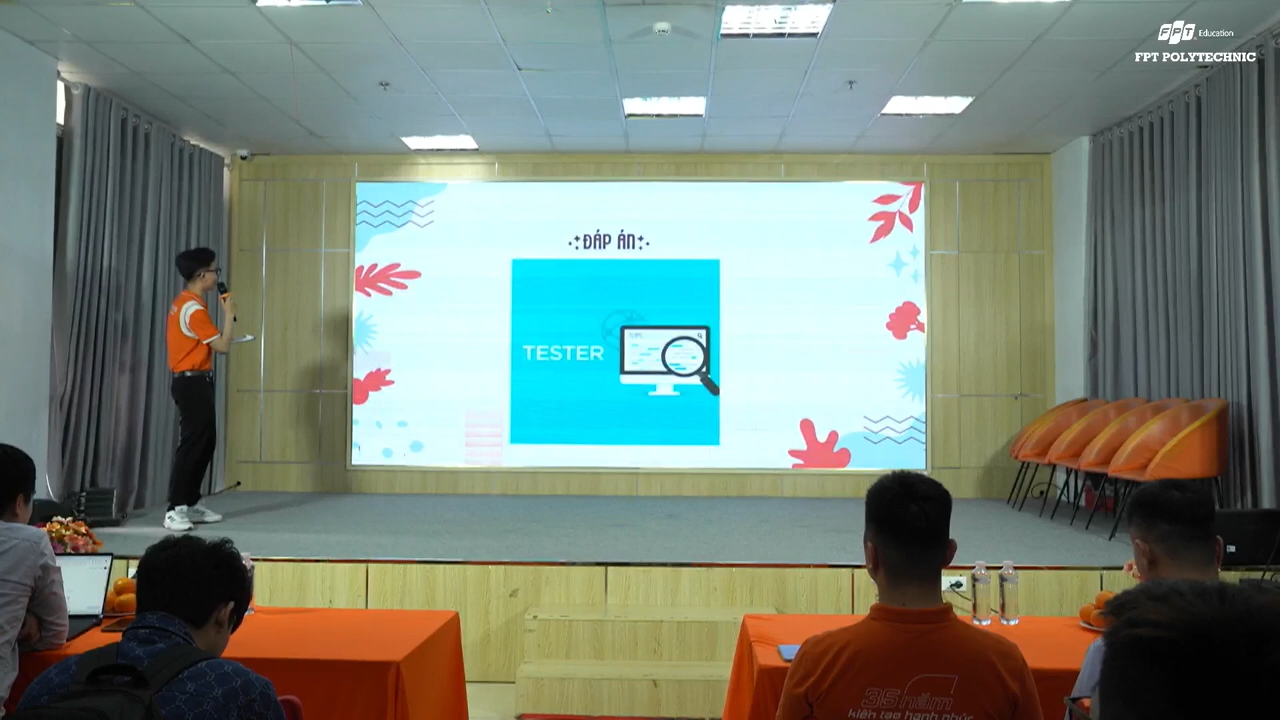 FPT Education
FPT POLYTECHNIC
ĐÁP ÁN
TESTER
35 năm
kiến tạo hạnh phúc